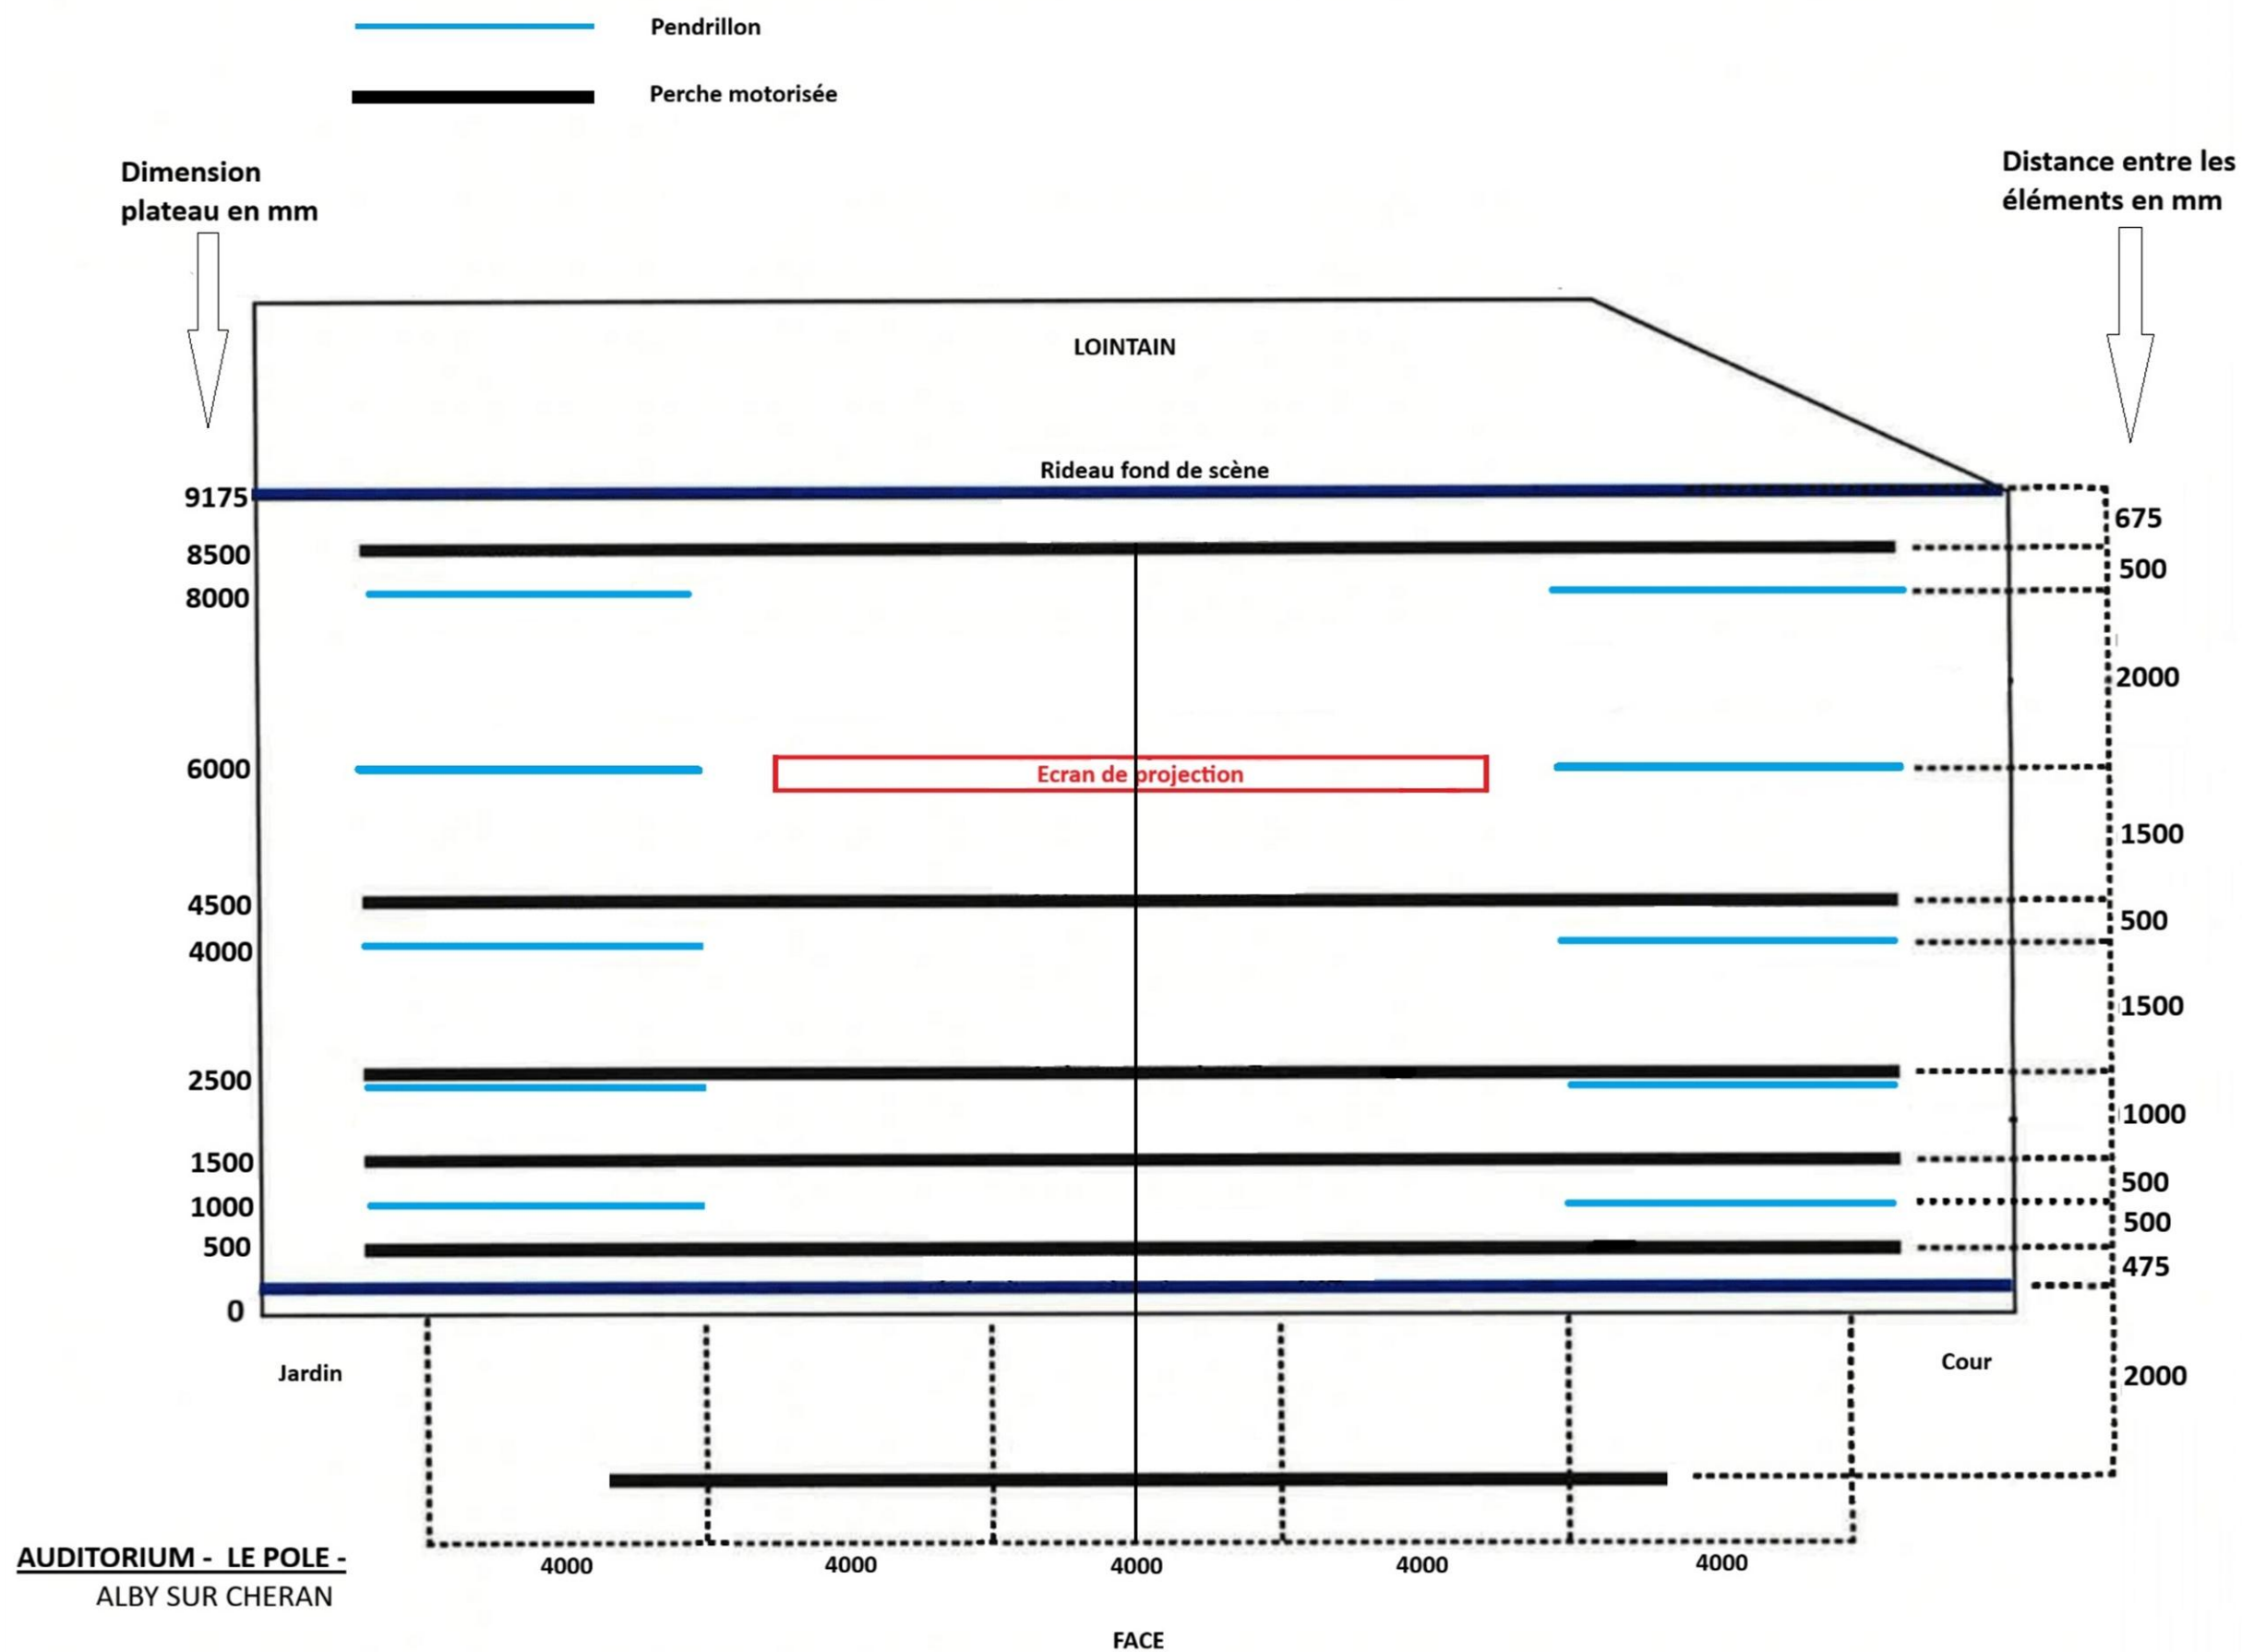 Pendrillon
Perche motorisée
Dimension
plateau en mm
Distance entre les
éléments en mm
LOINTAIN
Rideau fond de scène
9175
675
8500
500
8000
2000
6000
Ecran de projection
1500
4500
500
4000
1500
2500
1000
1500
500
1000
500
500
475
0
Jardin
Cour
2000
AUDITORIUM - LE POLE -
ALBY SUR CHERAN
4000
4000
4000
4000
4000
FACE